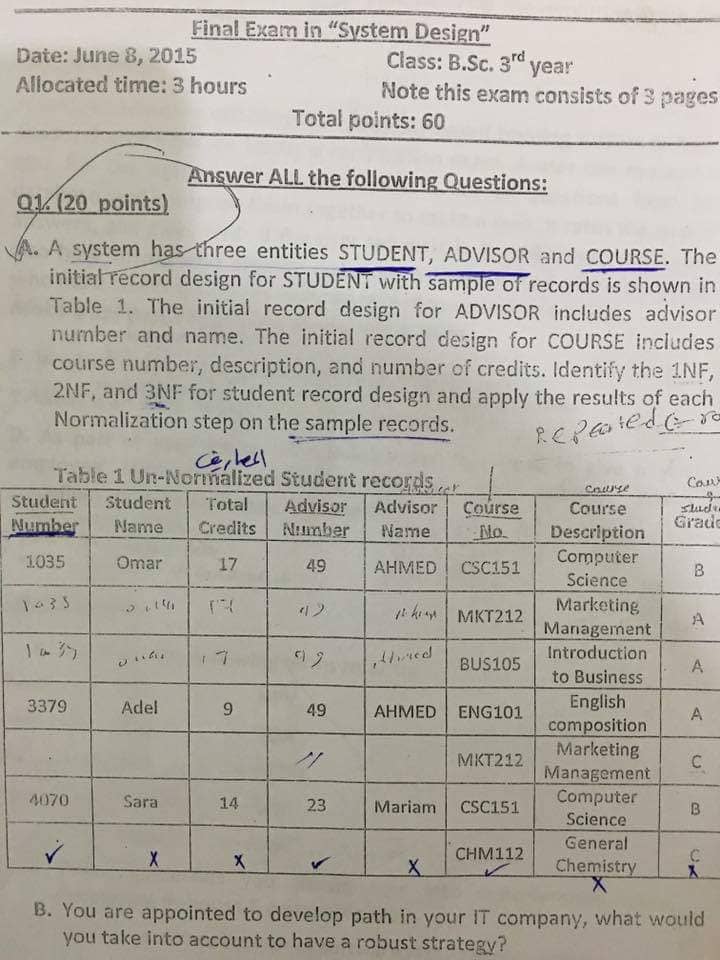 Final Exam in "System Design"
Date: June 8, 2015 Class: B.Sc. 3rd year
Allocated time: 3 hours Note this exam consists of 3 pages
Total points: 60
Answer ALL the following Questions:
Q1. (20 points)
A. A system has three entities STUDENT, ADVISOR and COURSE. The
initial record design for STUDENT with sample of records is shown in
Table 1. The initial record design for ADVISOR includes advisor
number and name. The initial record design for COURSE includes
course number, description, and number of credits. Identify the 1NF,
2NF, and 3NF for student record design and apply the results of each
Normalization step on the sample records.
Repeated
Table 1 Un-Normalized Student records
course
Student Number Student Name Total Credits Advisor Number Advisor Name Course No. Course Description Grade
1035 Omar 17 49 AHMED CSC151 Computer Science B
1035 17 49 MKT212 Marketing Management A
17 49 Ahmed BUS105 Introduction to Business A
3379 Adel 9 49 AHMED ENG101 English composition A
MKT212 Marketing Management C
4070 Sara 14 23 Mariam CSC151 Computer Science B
CHM112 General Chemistry C
B. You are appointed to develop path in your IT company, what would
you take into account to have a robust strategy?